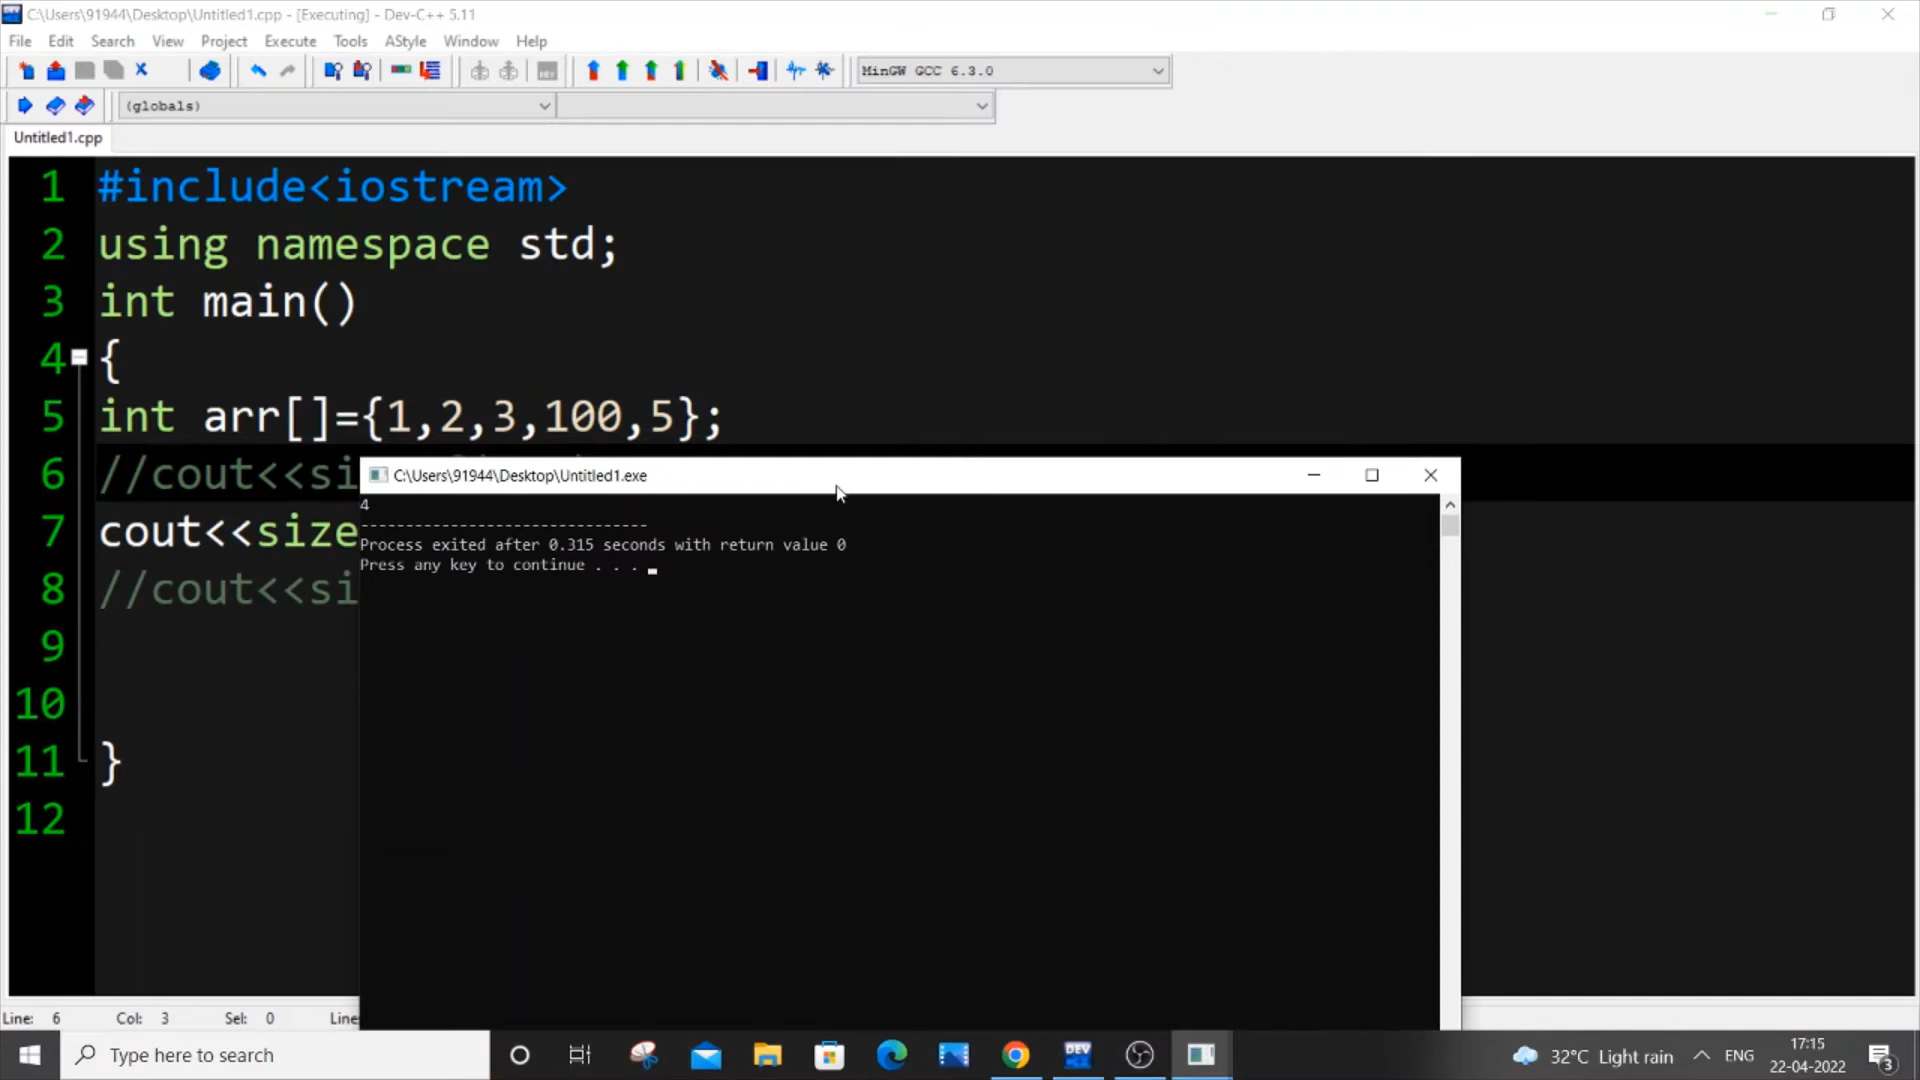 C:\Users\91944\Desktop\Untitled1.cpp - [Executing] - Dev-C++ 5.11
File Edit Search View Project Execute Tools AStyle Window Help
MinGW GCC 6.3.0
(globals)
Untitled1.cpp
1 #include<iostream>
2 using namespace std;
3 int main()
4 {
5 int arr[]={1,2,3,100,5};
6 //cout<<si
7 cout<<size
8 //cout<<si
9
10
11 }
12
C:\Users\91944\Desktop\Untitled1.exe
4
--------------------------------
Process exited after 0.315 seconds with return value 0
Press any key to continue . . .
Line: 6 Col: 3 Sel: 0 Line
Type here to search
DEV
32°C Light rain ENG 17:15
22-04-2022
3